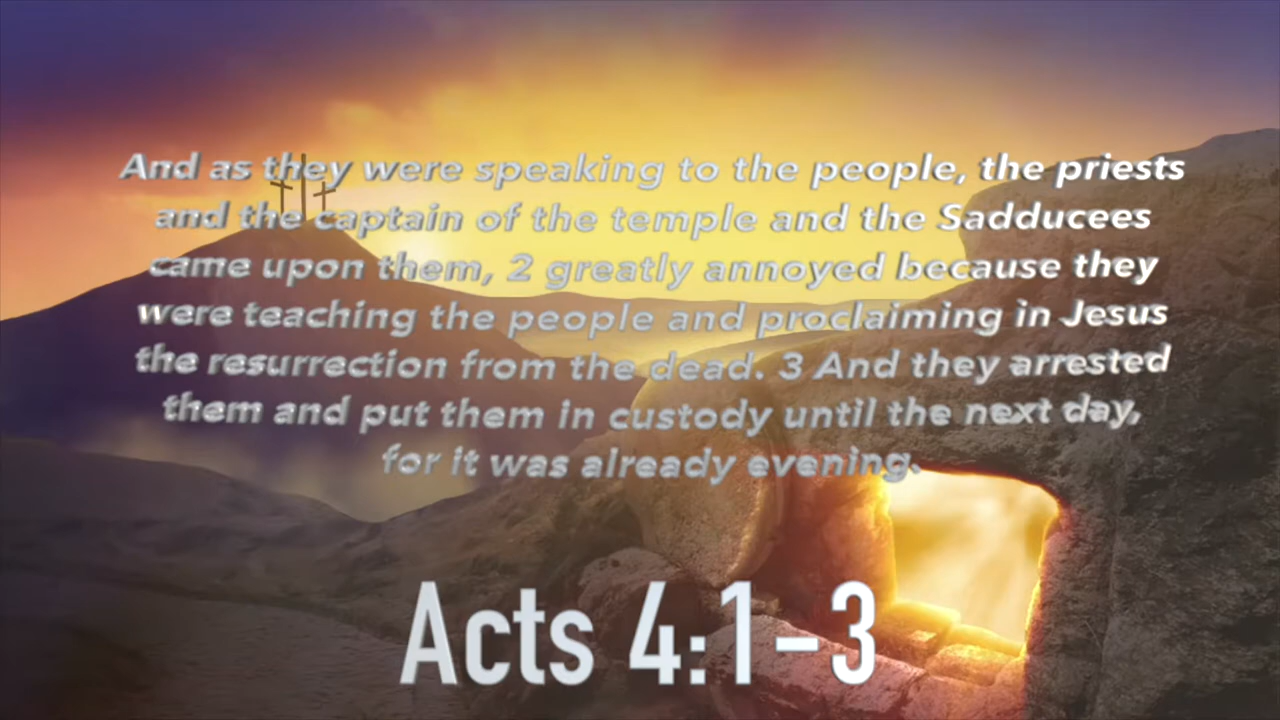 And as they were speaking to the people, the priests
and the captain of the temple and the Sadducees
came upon them, 2 greatly annoyed because they
were teaching the people and proclaiming in Jesus
the resurrection from the dead. 3 And they arrested
them and put them in custody until the next day,
for it was already evening.
Acts 4:1-3